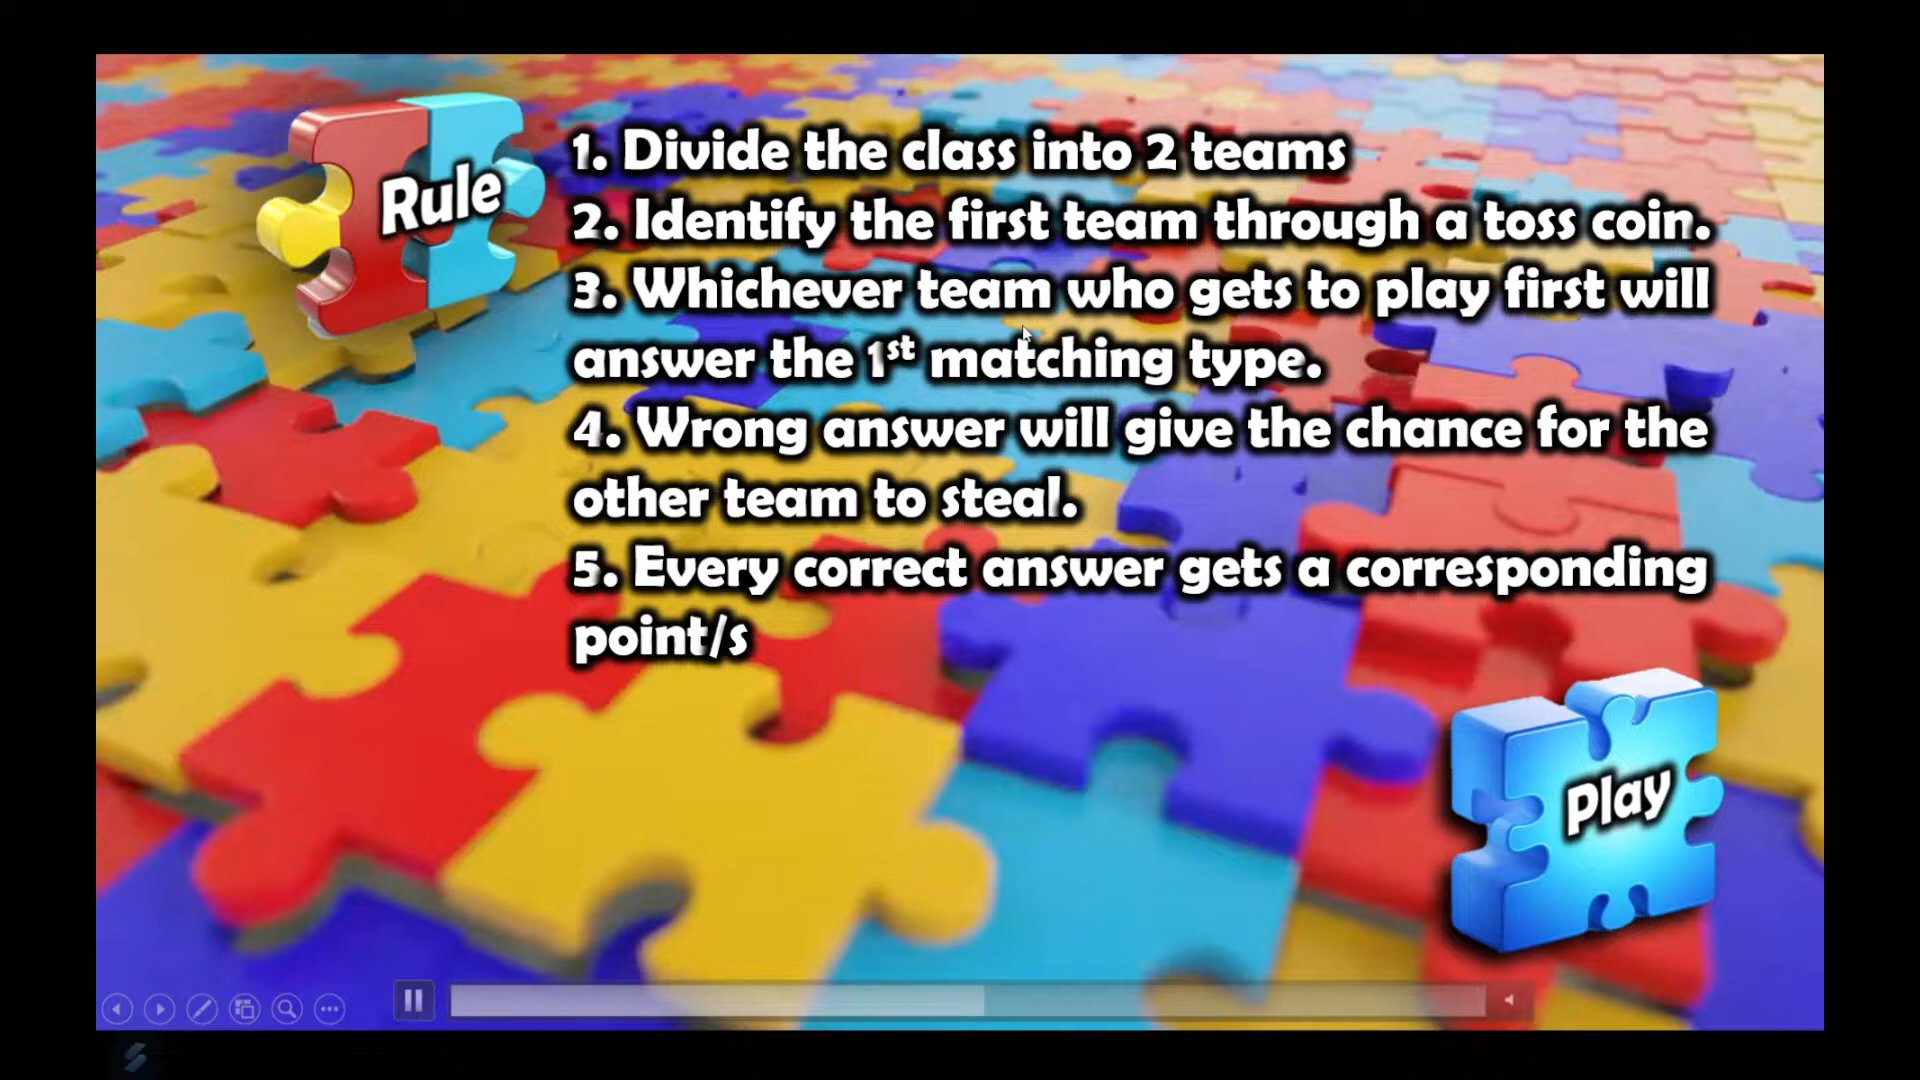 Rule
1. Divide the class into 2 teams
2. Identify the first team through a toss coin.
3. Whichever team who gets to play first will
answer the 1st matching type.
4. Wrong answer will give the chance for the
other team to steal.
5. Every correct answer gets a corresponding
point/s
Play